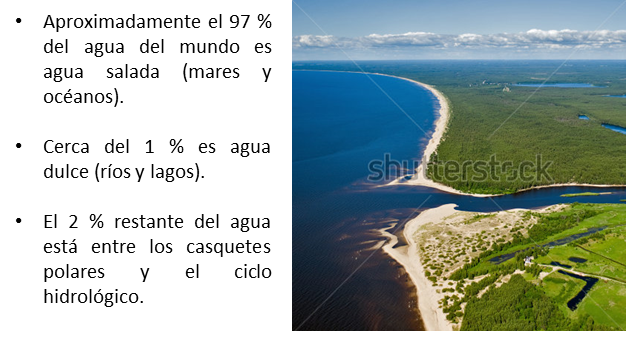 • Aproximadamente el 97 %
del agua del mundo es
agua salada (mares y
océanos).
• Cerca del 1 % es agua
dulce (ríos y lagos).
• El 2 % restante del agua
está entre los casquetes
polares y el ciclo
hidrológico.
shutterstock